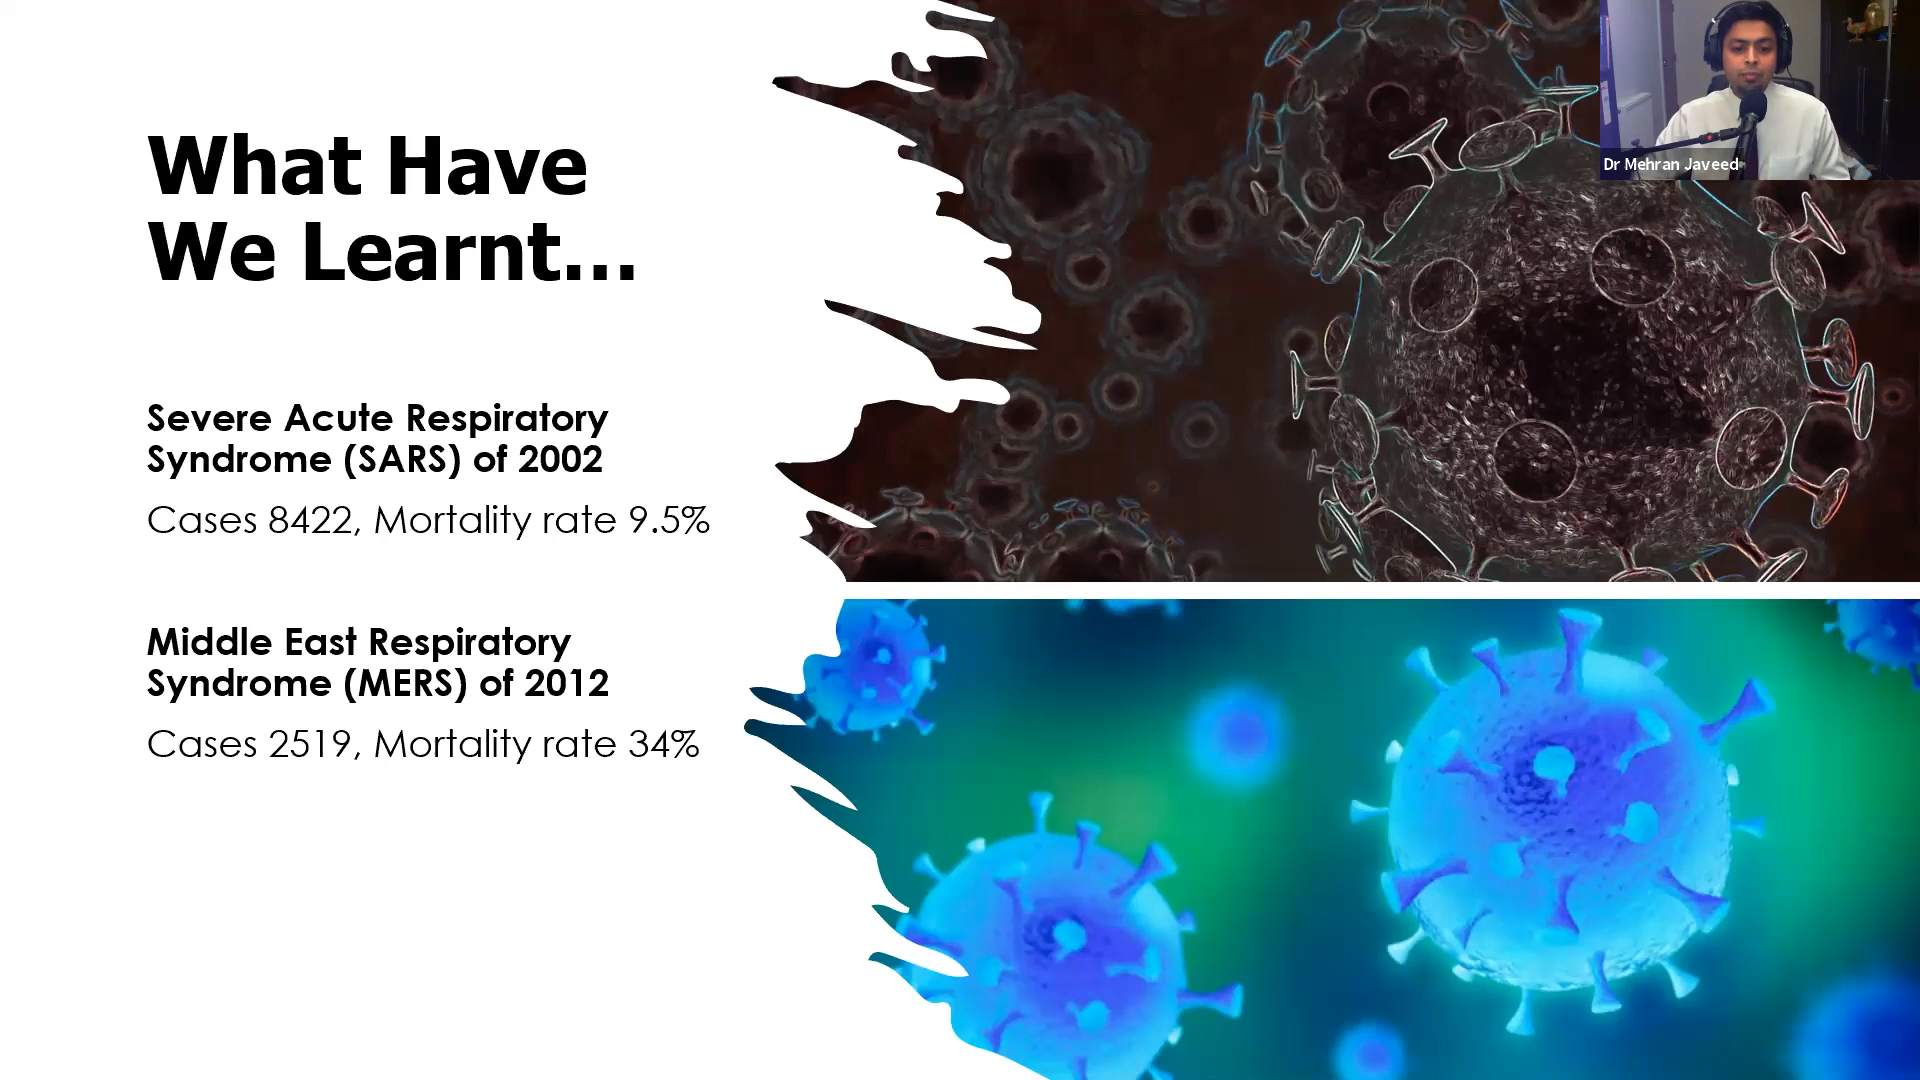 What Have
We Learnt...
Severe Acute Respiratory
Syndrome (SARS) of 2002
Cases 8422, Mortality rate 9.5%
Middle East Respiratory
Syndrome (MERS) of 2012
Cases 2519, Mortality rate 34%
Dr Mehran Javeed